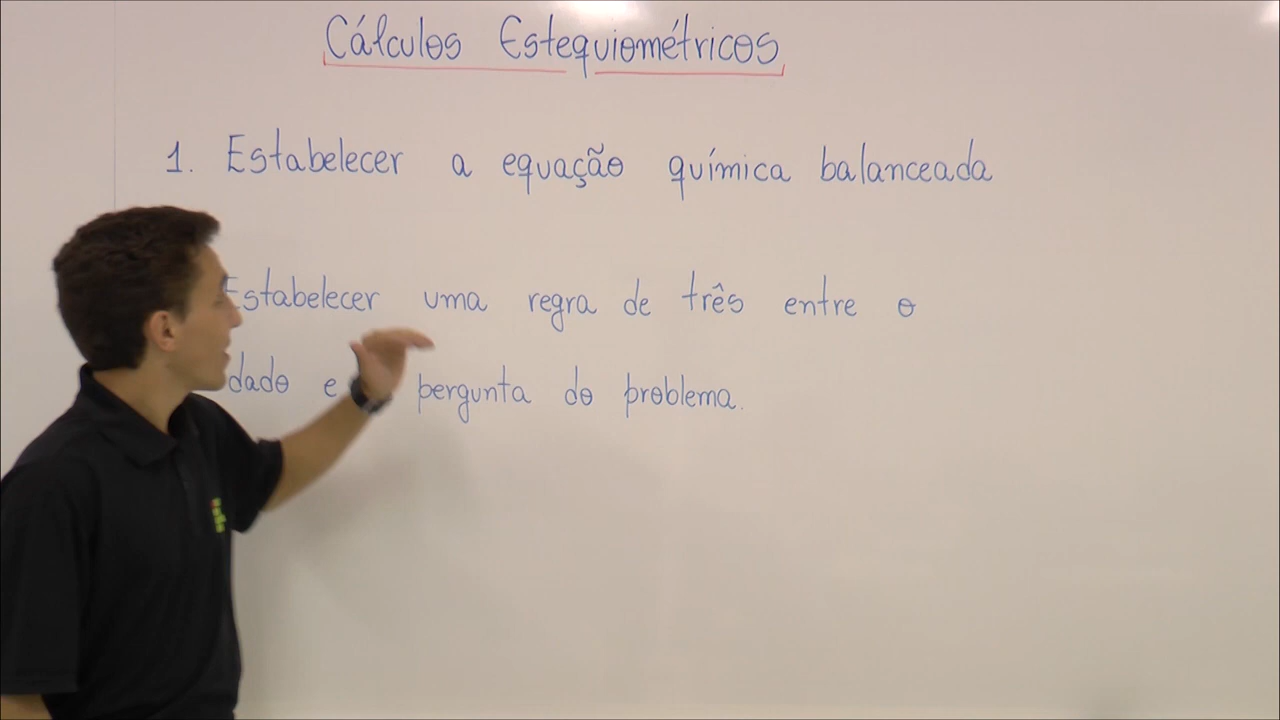 Cálculos Estequiométricos
1. Estabelecer a equação química balanceada
Estabelecer uma regra de três entre o
dado e pergunta do problema.